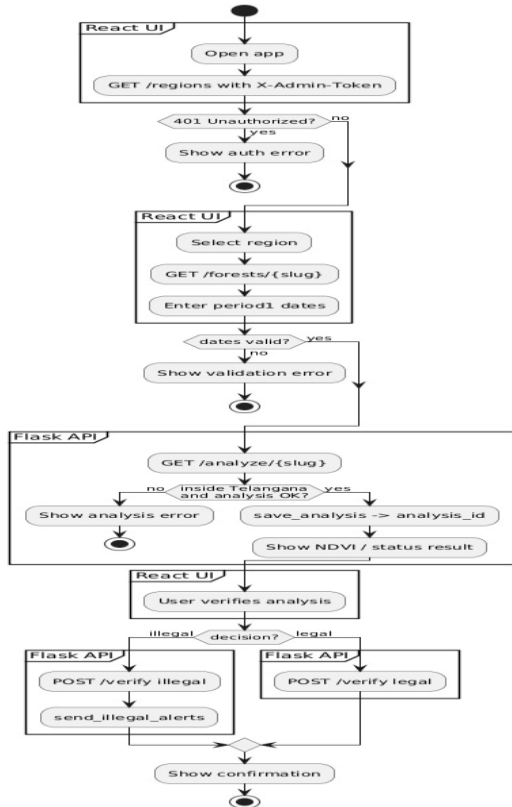 React UI
Open app
GET /regions with X-Admin-Token
401 Unauthorized?
no
yes
Show auth error
React UI
Select region
GET /forests/{slug}
Enter period1 dates
dates valid?
yes
no
Show validation error
Flask API
GET /analyze/{slug}
no
inside Telangana
and analysis OK?
yes
Show analysis error
save_analysis -> analysis_id
Show NDVI / status result
React UI
User verifies analysis
illegal
decision?
legal
Flask API
POST /verify illegal
send_illegal_alerts
Flask API
POST /verify legal
Show confirmation